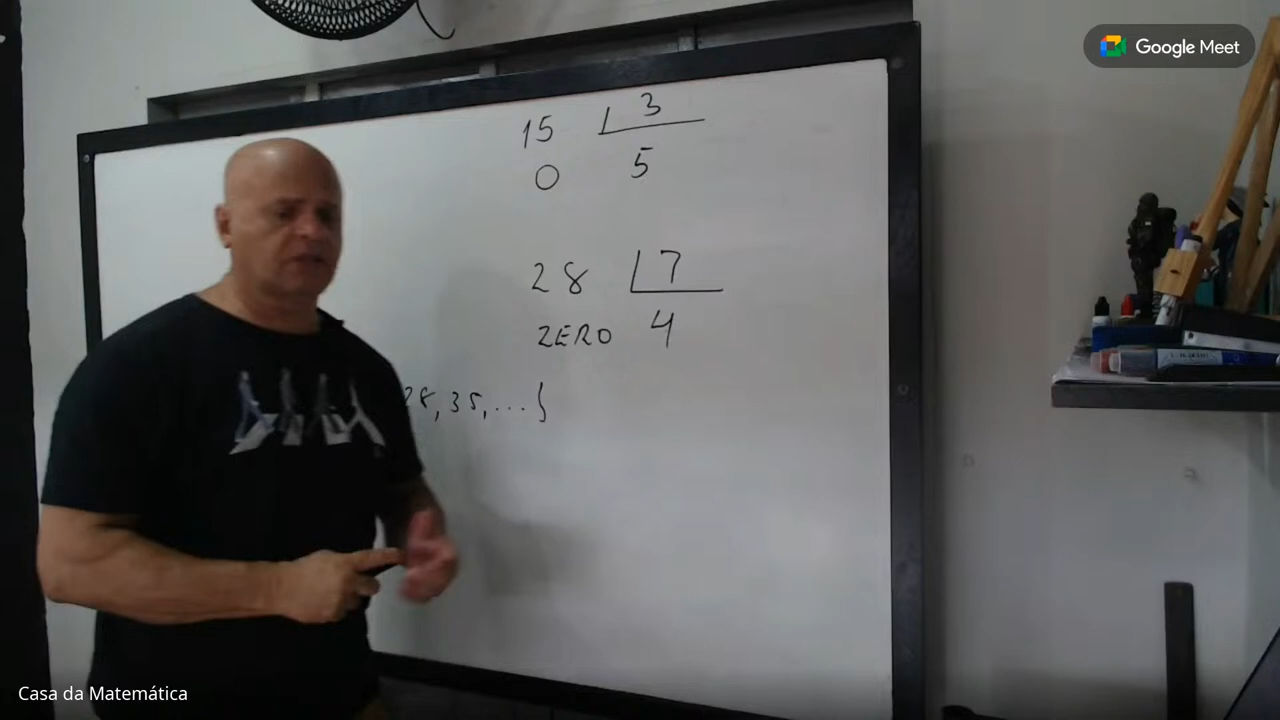 Google Meet
15 3
0 5
28 7
ZERO 4
28, 35, ... }
Casa da Matemática